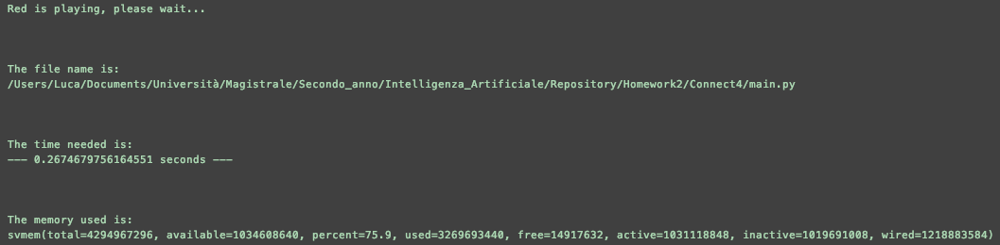 Red is playing, please wait...
The file name is:
/Users/Luca/Documents/Università/Magistrale/Secondo_anno/Intelligenza_Artificiale/Repository/Homework2/Connect4/main.py
The time needed is:
--- 0.2674679756164551 seconds ---
The memory used is:
svmem(total=4294967296, available=1034608640, percent=75.9, used=3269693440, free=14917632, active=1031118848, inactive=1019691008, wired=1218883584)